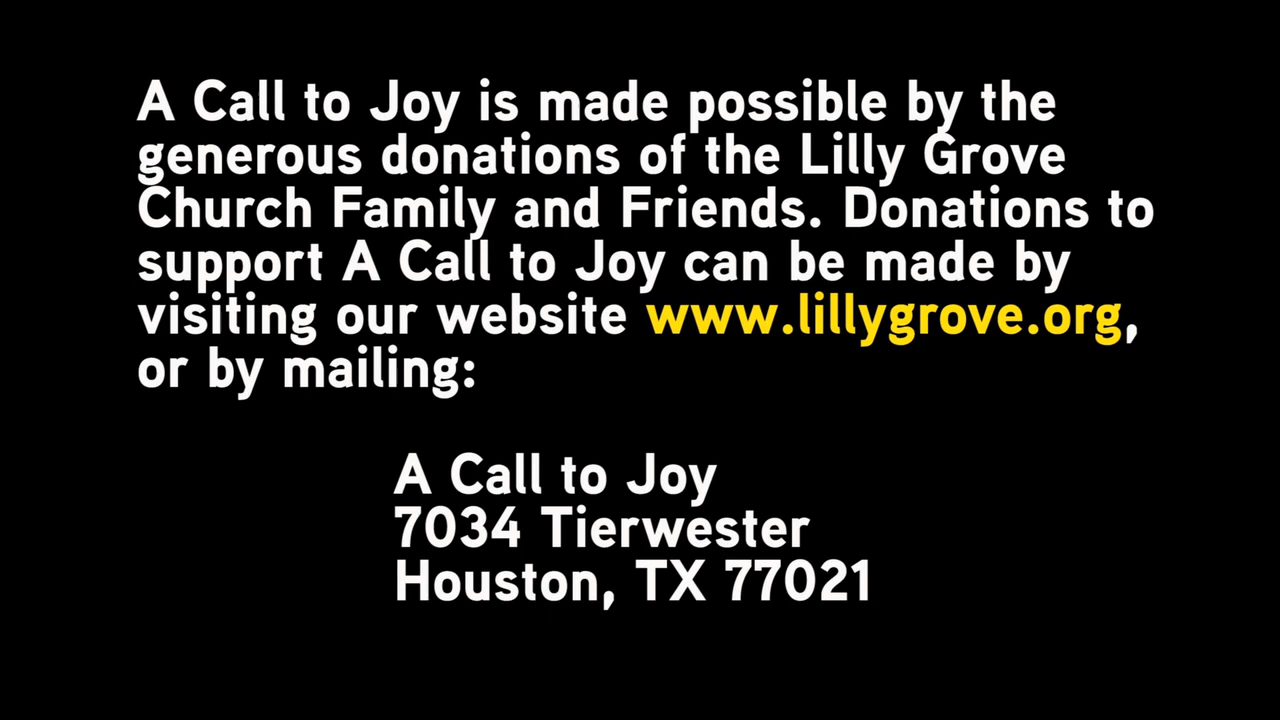 A Call to Joy is made possible by the
generous donations of the Lilly Grove
Church Family and Friends. Donations to
support A Call to Joy can be made by
visiting our website www.lillygrove.org,
or by mailing:
A Call to Joy
7034 Tierwester
Houston, TX 77021